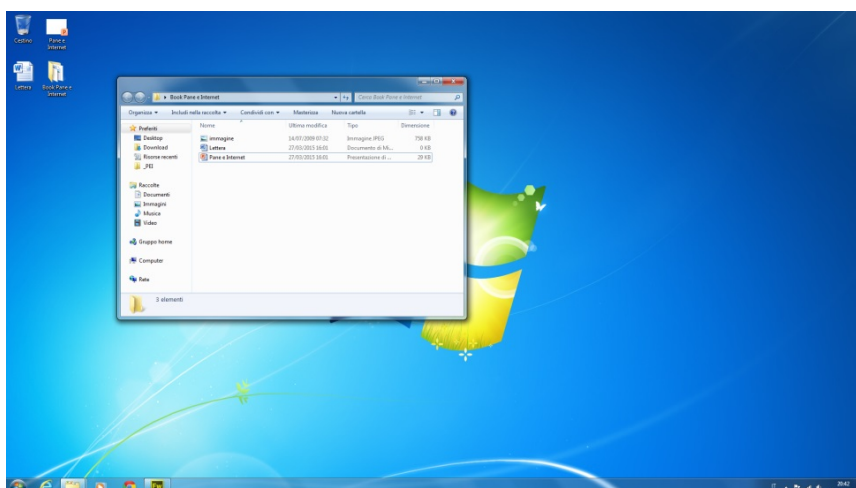 Cestino
Pane e
Internet
Lettera
Book Pane e
Internet
Book Pane e Internet
Cerca Book Pane e Internet
Organizza Includi nella raccolta Condividi con Masterizza Nuova cartella
Nome Ultima modifica Tipo Dimensione
immagine 14/07/2009 07:32 Immagine JPEG 758 KB
Lettera 27/03/2015 16:01 Documento di Mi... 0 KB
Pane e Internet 27/03/2015 16:01 Presentazione di ... 29 KB
Preferiti
Desktop
Download
Risorse recenti
_PEI
Raccolte
Documenti
Immagini
Musica
Video
Gruppo home
Computer
Rete
3 elementi
IT
20:42